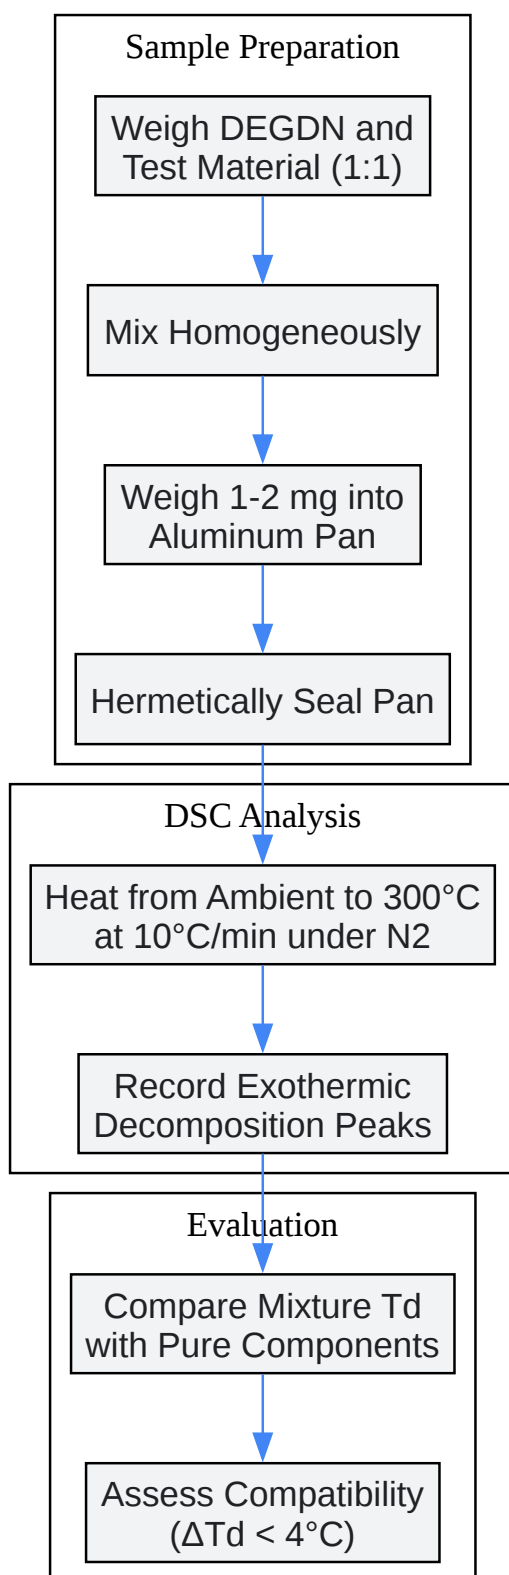 Sample Preparation
Weigh DEGDN and
Test Material (1:1)
Mix Homogeneously
Weigh 1-2 mg into
Aluminum Pan
Hermetically Seal Pan
DSC Analysis
Heat from Ambient to 300°C
at 10°C/min under N2
Record Exothermic
Decomposition Peaks
Evaluation
Compare Mixture Td
with Pure Components
Assess Compatibility
(ΔTd < 4°C)